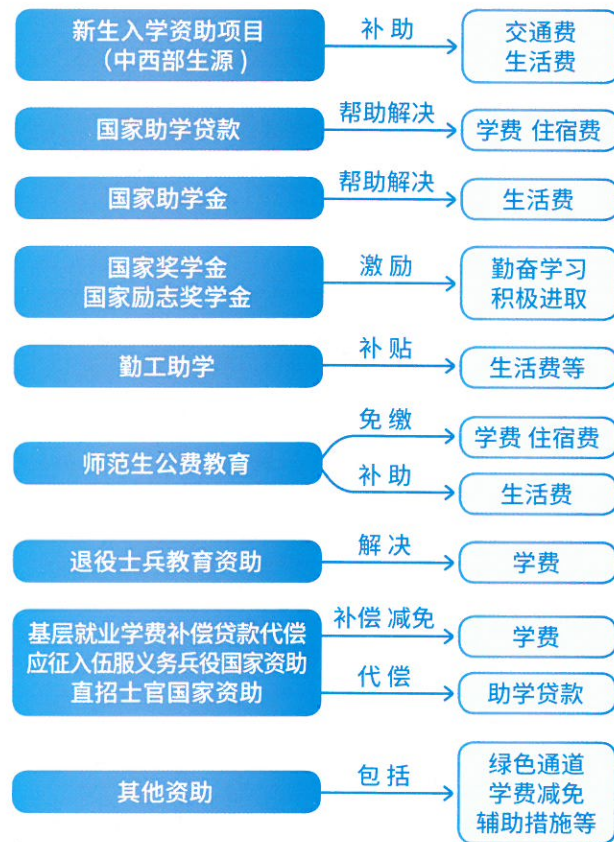 新生入学资助项目
（中西部生源）
补助
交通费
生活费
国家助学贷款
帮助解决
学费 住宿费
国家助学金
帮助解决
生活费
国家奖学金
国家励志奖学金
激励
勤奋学习
积极进取
勤工助学
补贴
生活费等
师范生公费教育
免缴
学费 住宿费
补助
生活费
退役士兵教育资助
解决
学费
基层就业学费补偿贷款代偿
应征入伍服义务兵役国家资助
直招士官国家资助
补偿 减免
学费
代偿
助学贷款
其他资助
包括
绿色通道
学费减免
辅助措施等